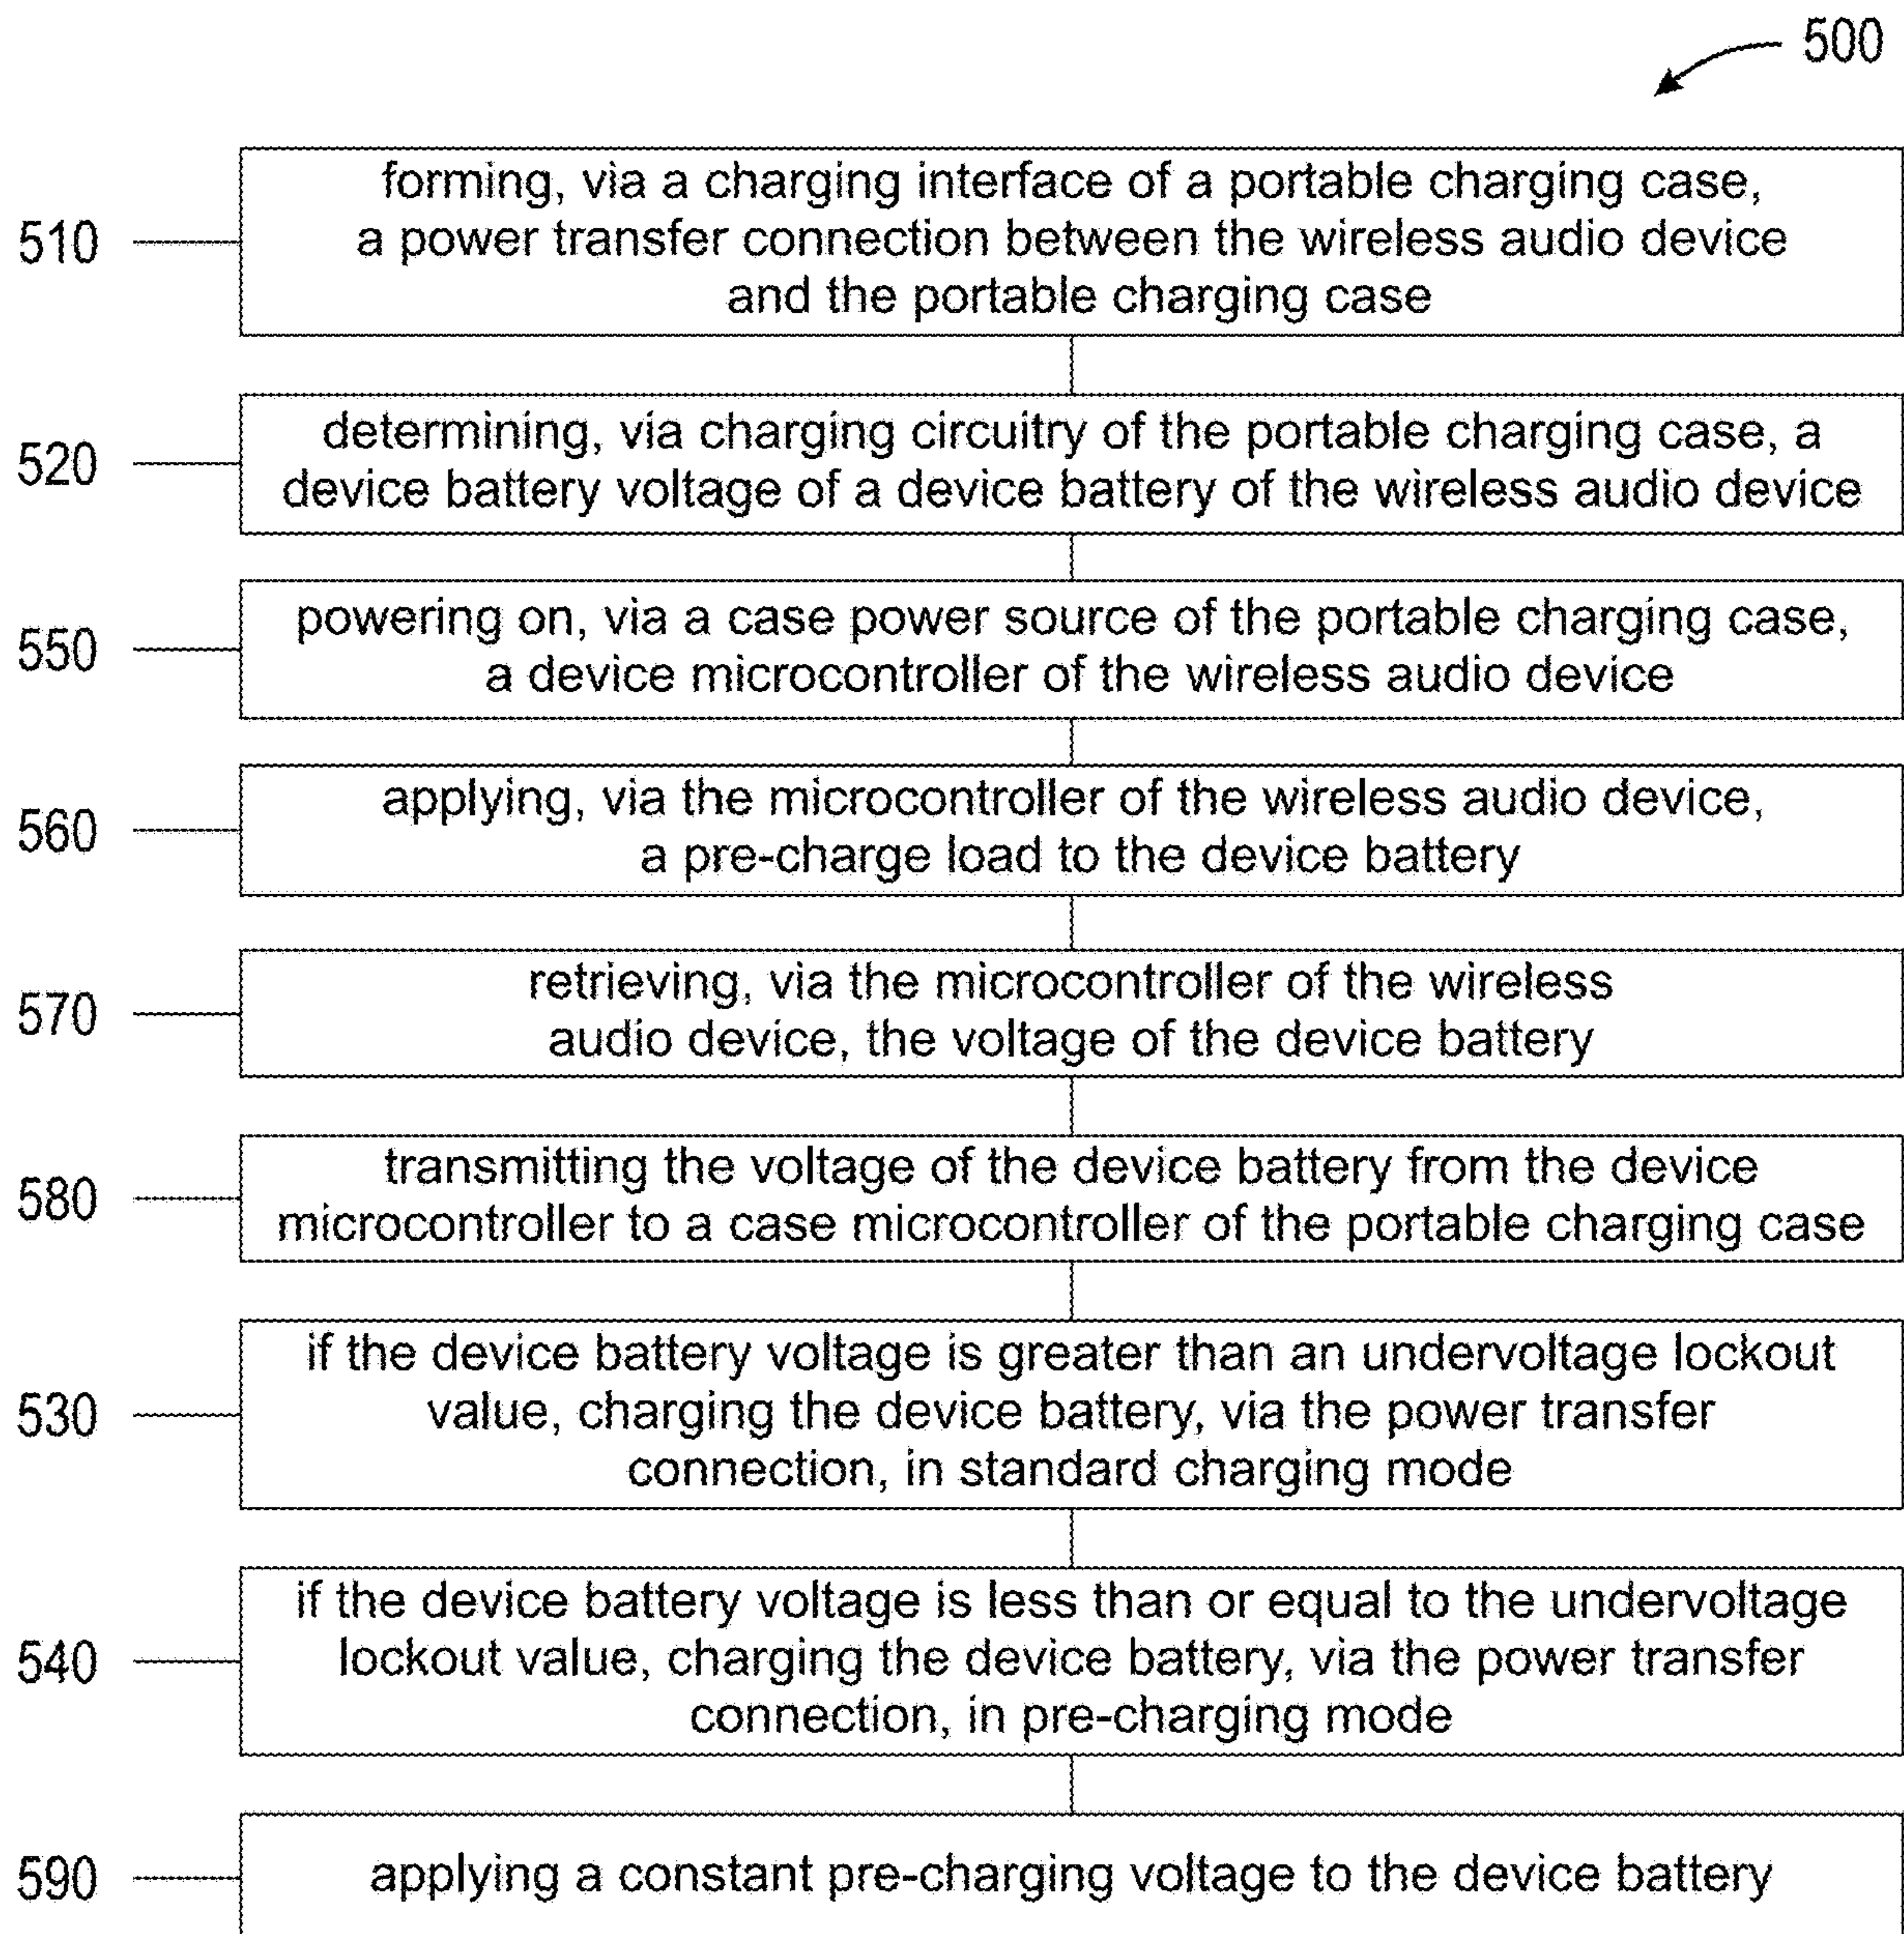 500
510
forming, via a charging interface of a portable charging case,
a power transfer connection between the wireless audio device
and the portable charging case
520
determining, via charging circuitry of the portable charging case, a
device battery voltage of a device battery of the wireless audio device
550
powering on, via a case power source of the portable charging case,
a device microcontroller of the wireless audio device
560
applying, via the microcontroller of the wireless audio device,
a pre-charge load to the device battery
570
retrieving, via the microcontroller of the wireless
audio device, the voltage of the device battery
580
transmitting the voltage of the device battery from the device
microcontroller to a case microcontroller of the portable charging case
530
if the device battery voltage is greater than an undervoltage lockout
value, charging the device battery, via the power transfer
connection, in standard charging mode
540
if the device battery voltage is less than or equal to the undervoltage
lockout value, charging the device battery, via the power transfer
connection, in pre-charging mode
590
applying a constant pre-charging voltage to the device battery